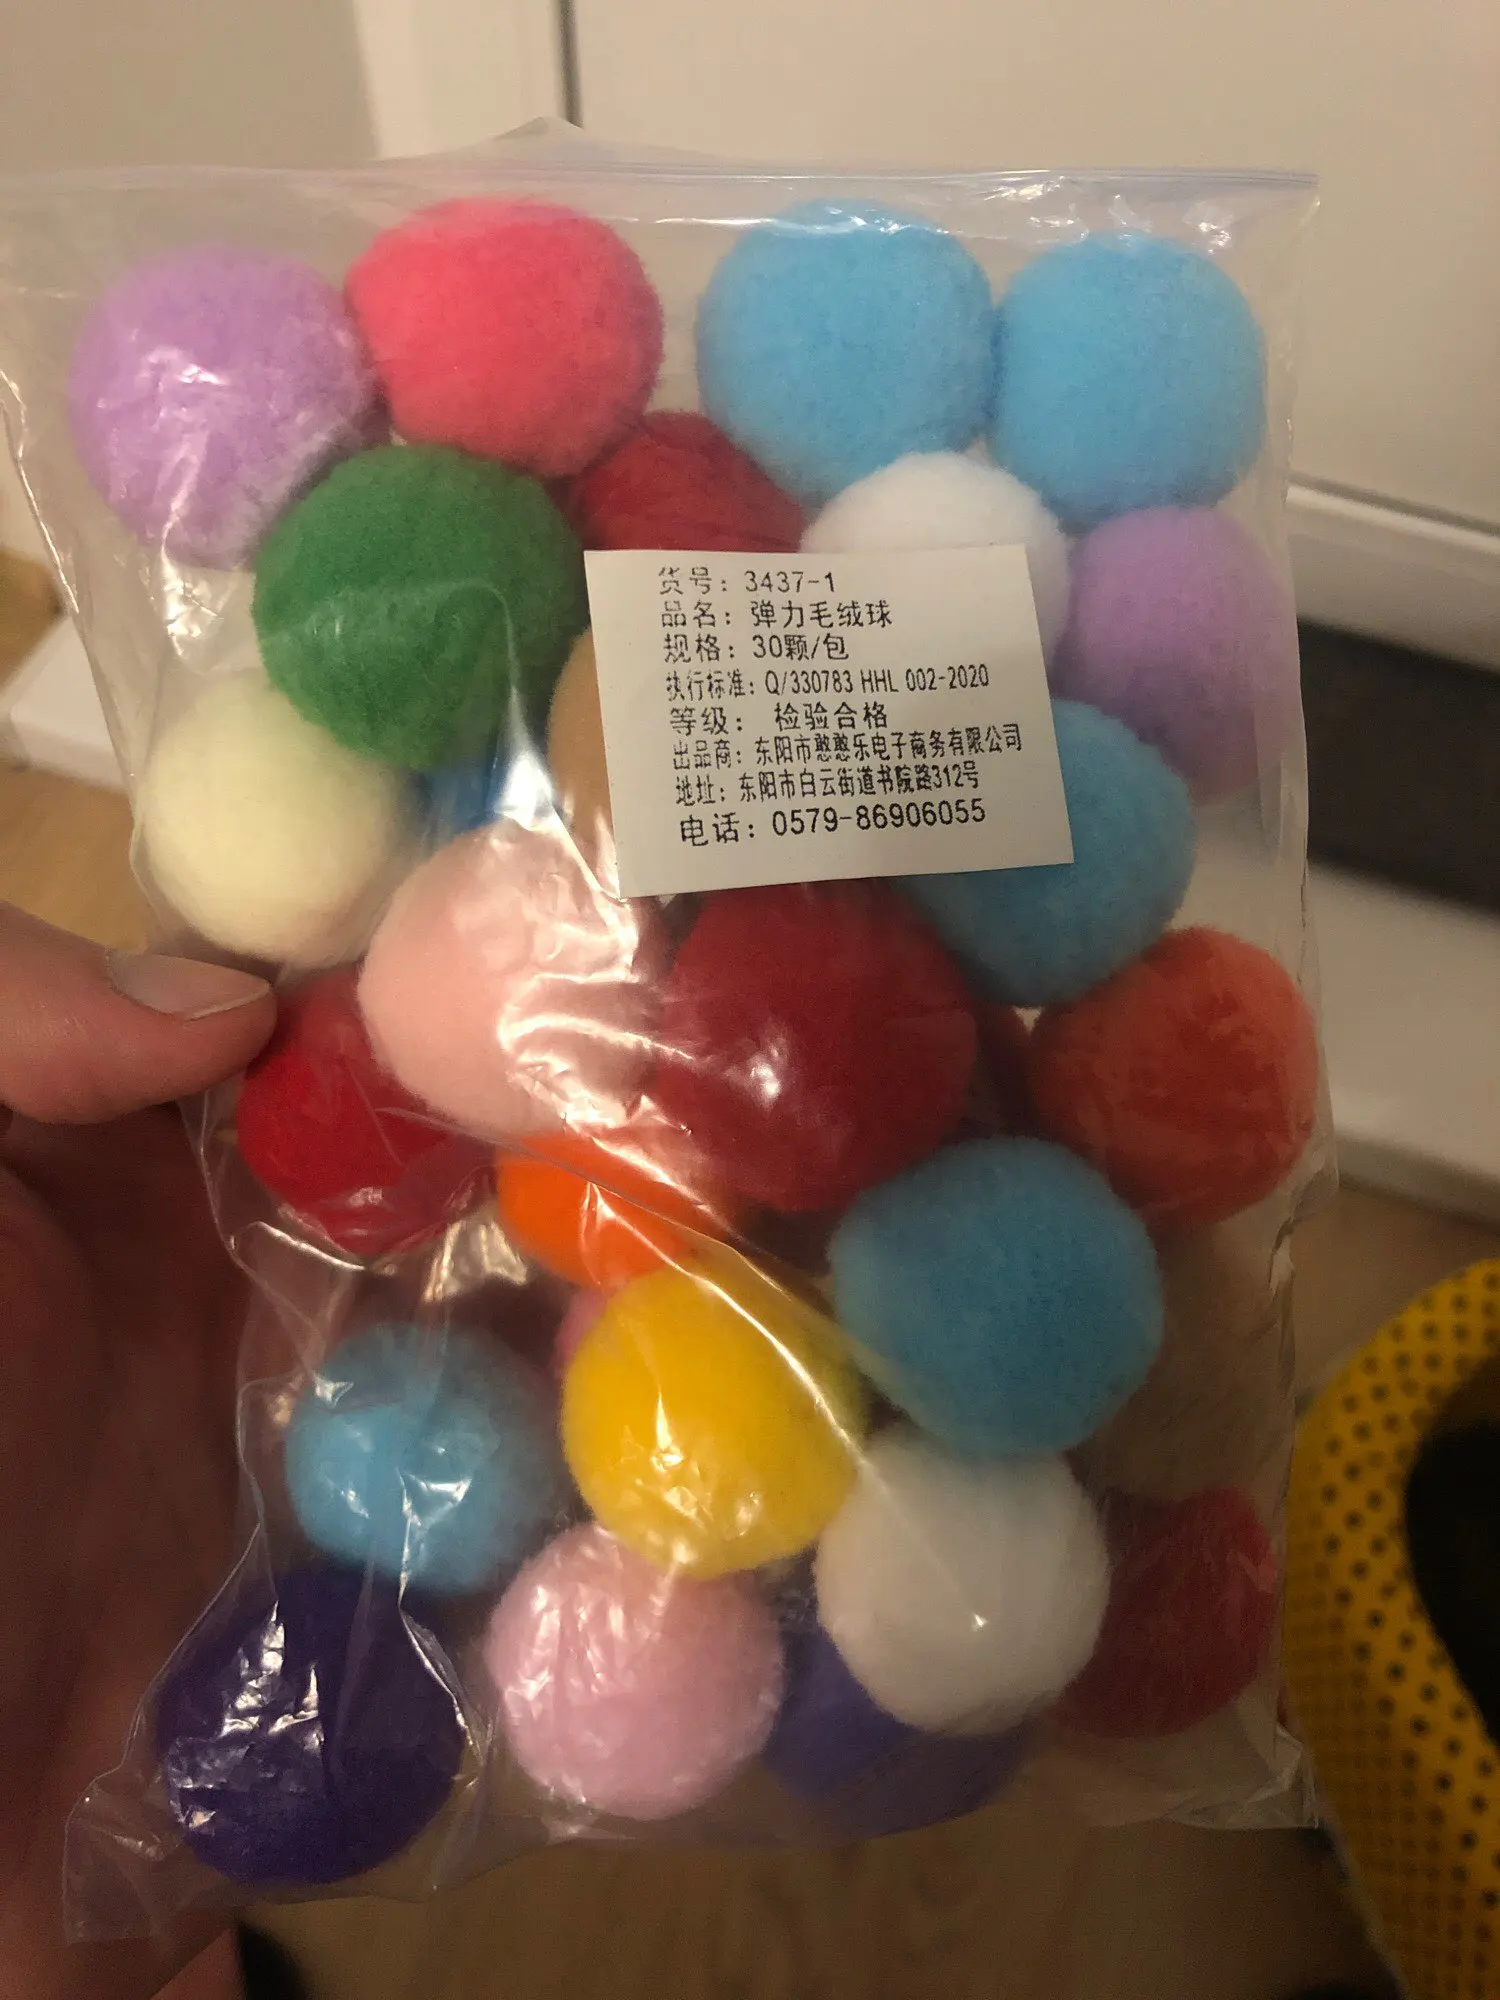 货号：3437-1
品名：弹力毛绒球
规格：30颗/包
执行标准：Q/330783 HHL 002-2020
等级： 检验合格
出品商：东阳市憨憨乐电子商务有限公司
地址：东阳市白云街道书院路312号
电话：0579-86906055